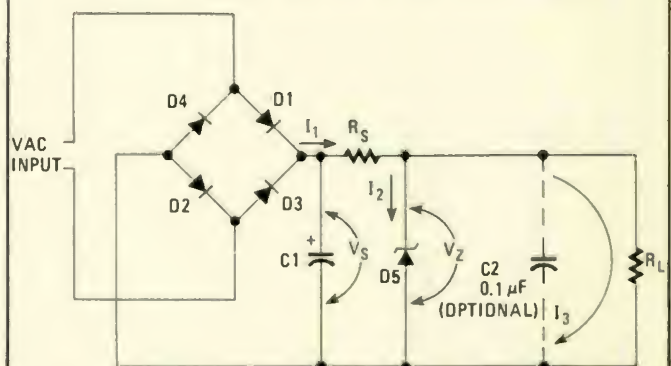 D4
D1
I1
RS
VAC
INPUT
D2
D3
I2
+
C1
VS
D5
VZ
C2
0.1 µF
(OPTIONAL)
I3
RL